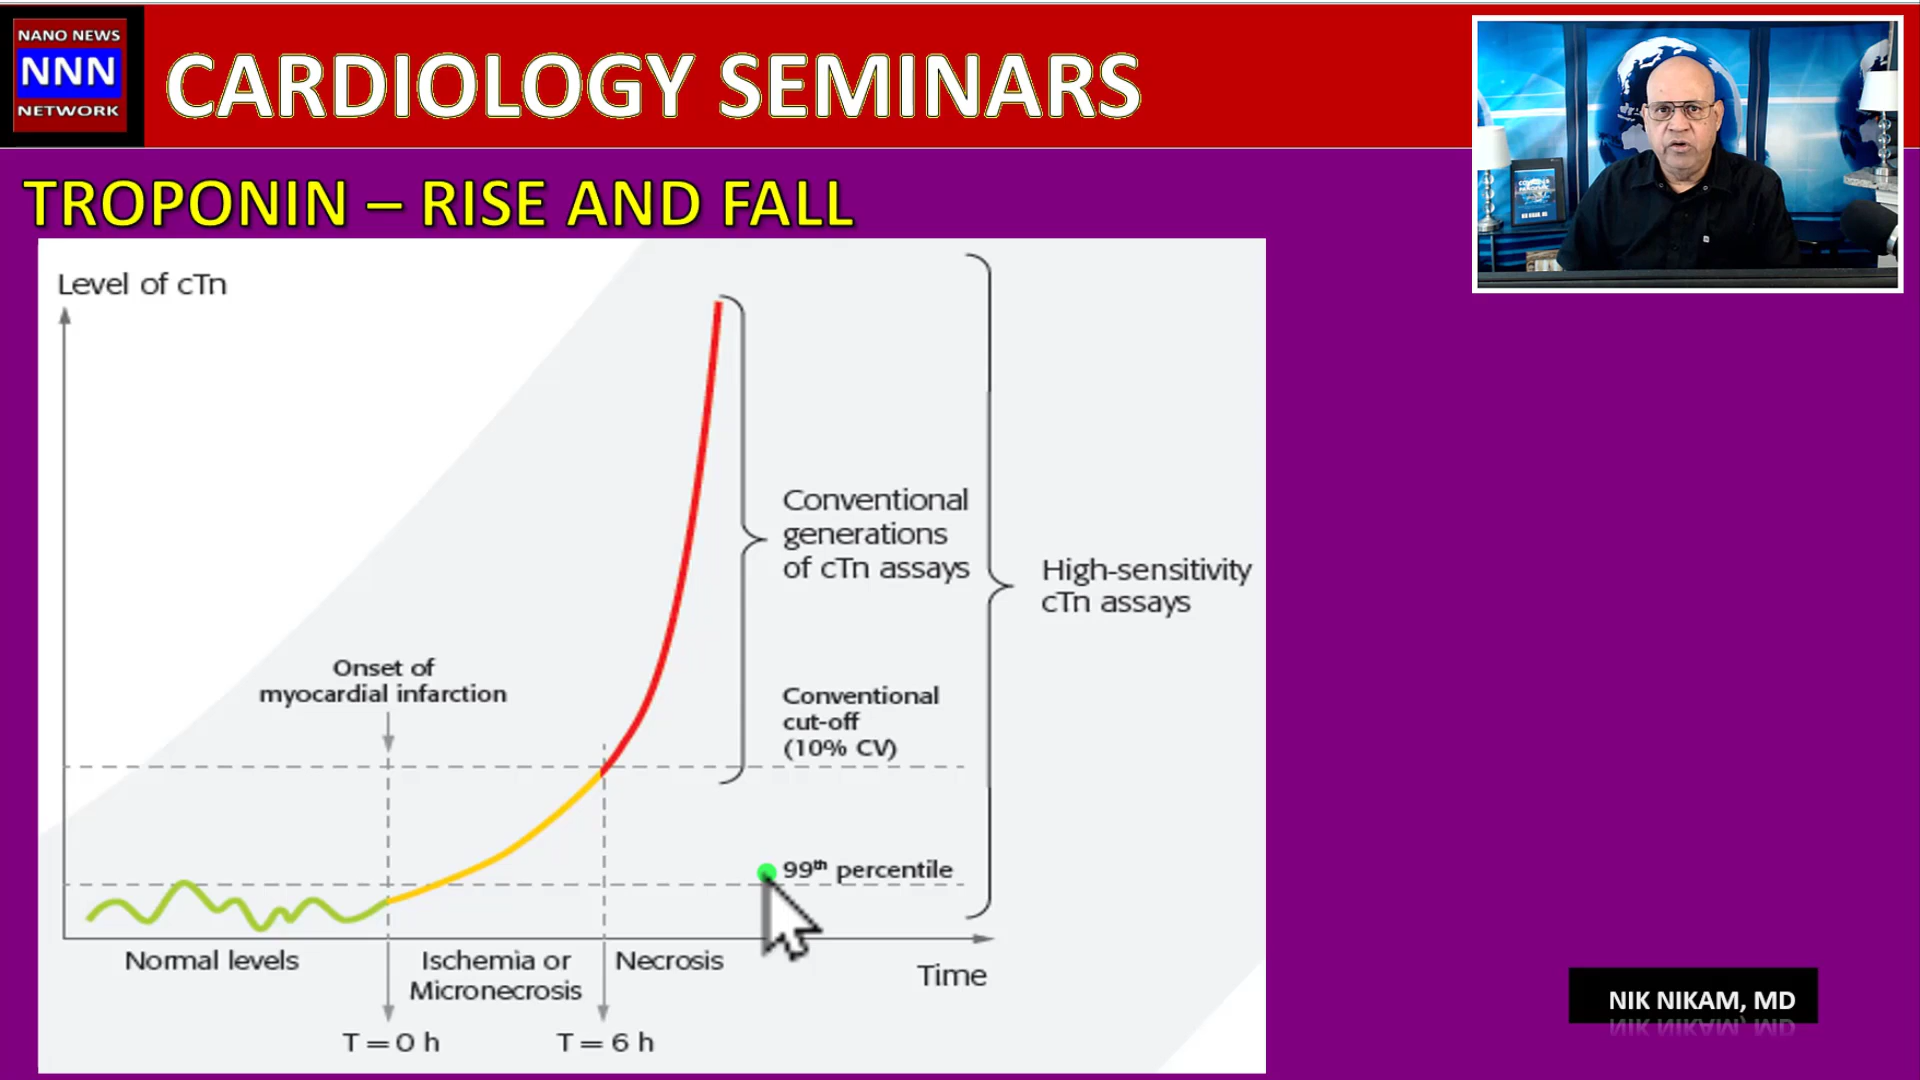 NANO NEWS
NNN
NETWORK
CARDIOLOGY SEMINARS
TROPONIN – RISE AND FALL
Level of cTn
Conventional
generations
of cTn assays
High-sensitivity
cTn assays
Onset of
myocardial infarction
Conventional
cut-off
(10% CV)
99th percentile
Normal levels
Ischemia or
Micronecrosis
Necrosis
Time
T = 0 h
T = 6 h
NIK NIKAM, MD